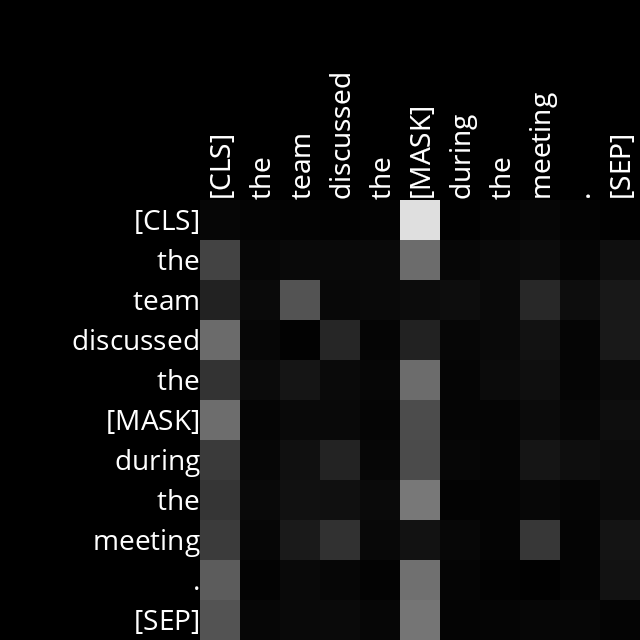 [CLS] the team discussed the [MASK] during the meeting . [SEP]
[CLS]
the
team
discussed
the
[MASK]
during
the
meeting
.
[SEP]